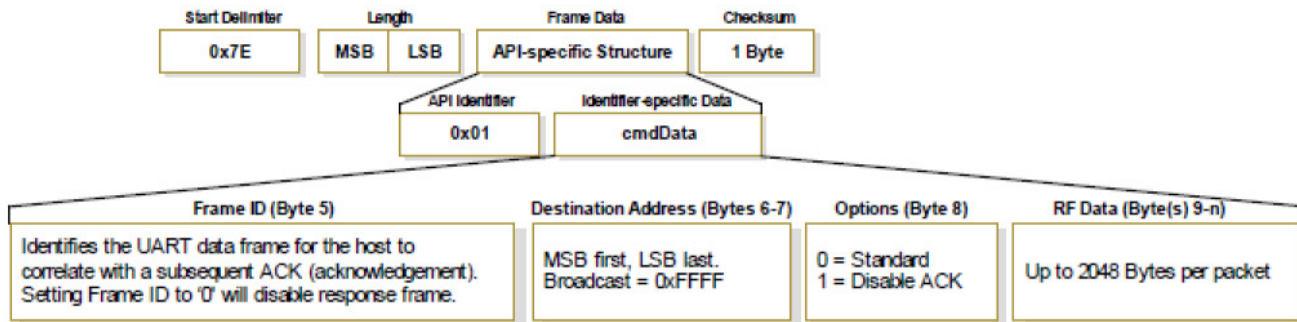 Start Delimiter Length Frame Data Checksum
0x7E MSB LSB API-specific Structure 1 Byte
API Identifier Identifier-specific Data
0x01 cmdData
Frame ID (Byte 5)
Identifies the UART data frame for the host to
correlate with a subsequent ACK (acknowledgement).
Setting Frame ID to '0' will disable response frame.
Destination Address (Bytes 6-7)
MSB first, LSB last.
Broadcast = 0xFFFF
Options (Byte 8)
0 = Standard
1 = Disable ACK
RF Data (Byte(s) 9-n)
Up to 2048 Bytes per packet